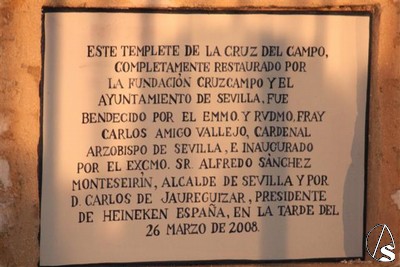 ESTE TEMPLETE DE LA CRUZ DEL CAMPO,
COMPLETAMENTE RESTAURADO POR
LA FUNDACIÓN CRUZCAMPO Y EL
AYUNTAMIENTO DE SEVILLA, FUE
BENDECIDO POR EL EMMO. Y RVDMO. FRAY
CARLOS AMIGO VALLEJO, CARDENAL
ARZOBISPO DE SEVILLA, E INAUGURADO
POR EL EXCMO. SR. ALFREDO SÁNCHEZ
MONTESEIRÍN, ALCALDE DE SEVILLA Y POR
D. CARLOS DE JAUREGUIZAR, PRESIDENTE
DE HEINEKEN ESPAÑA, EN LA TARDE DEL
26 MARZO DE 2008.